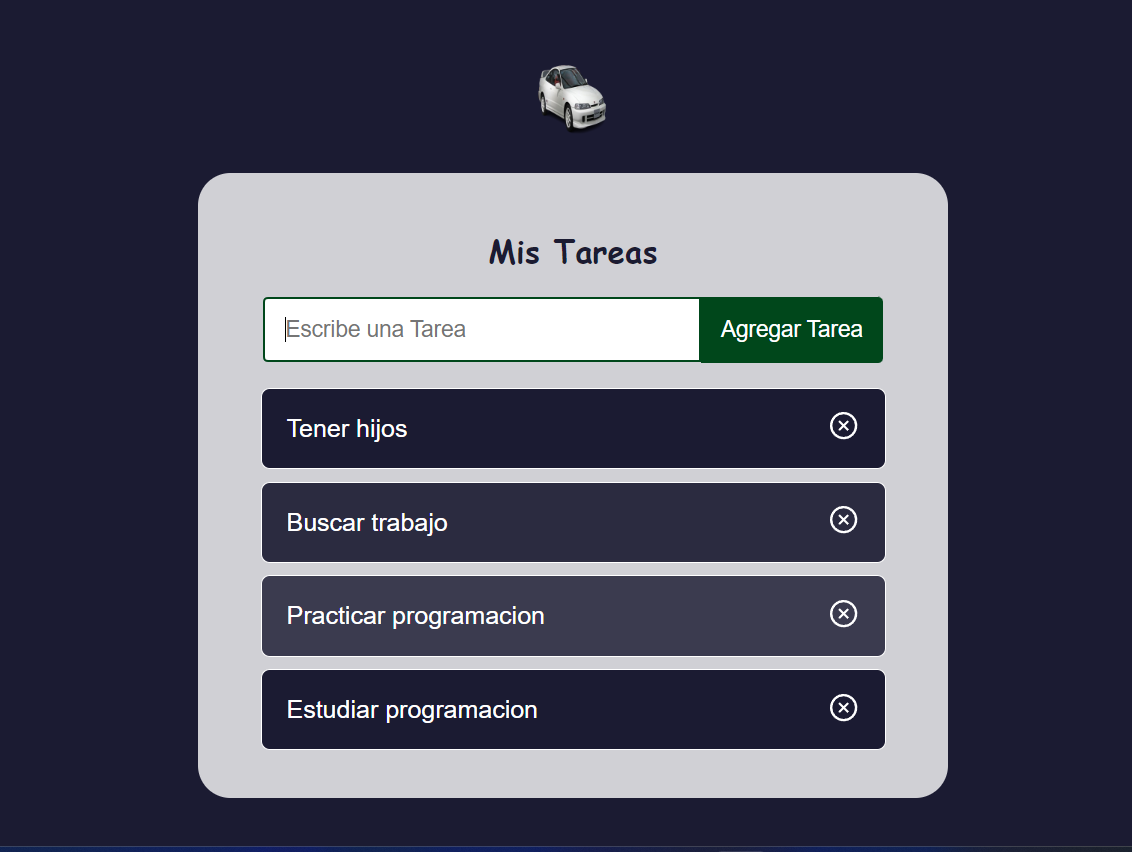 Mis Tareas
Escribe una Tarea
Agregar Tarea
Tener hijos
Buscar trabajo
Practicar programacion
Estudiar programacion